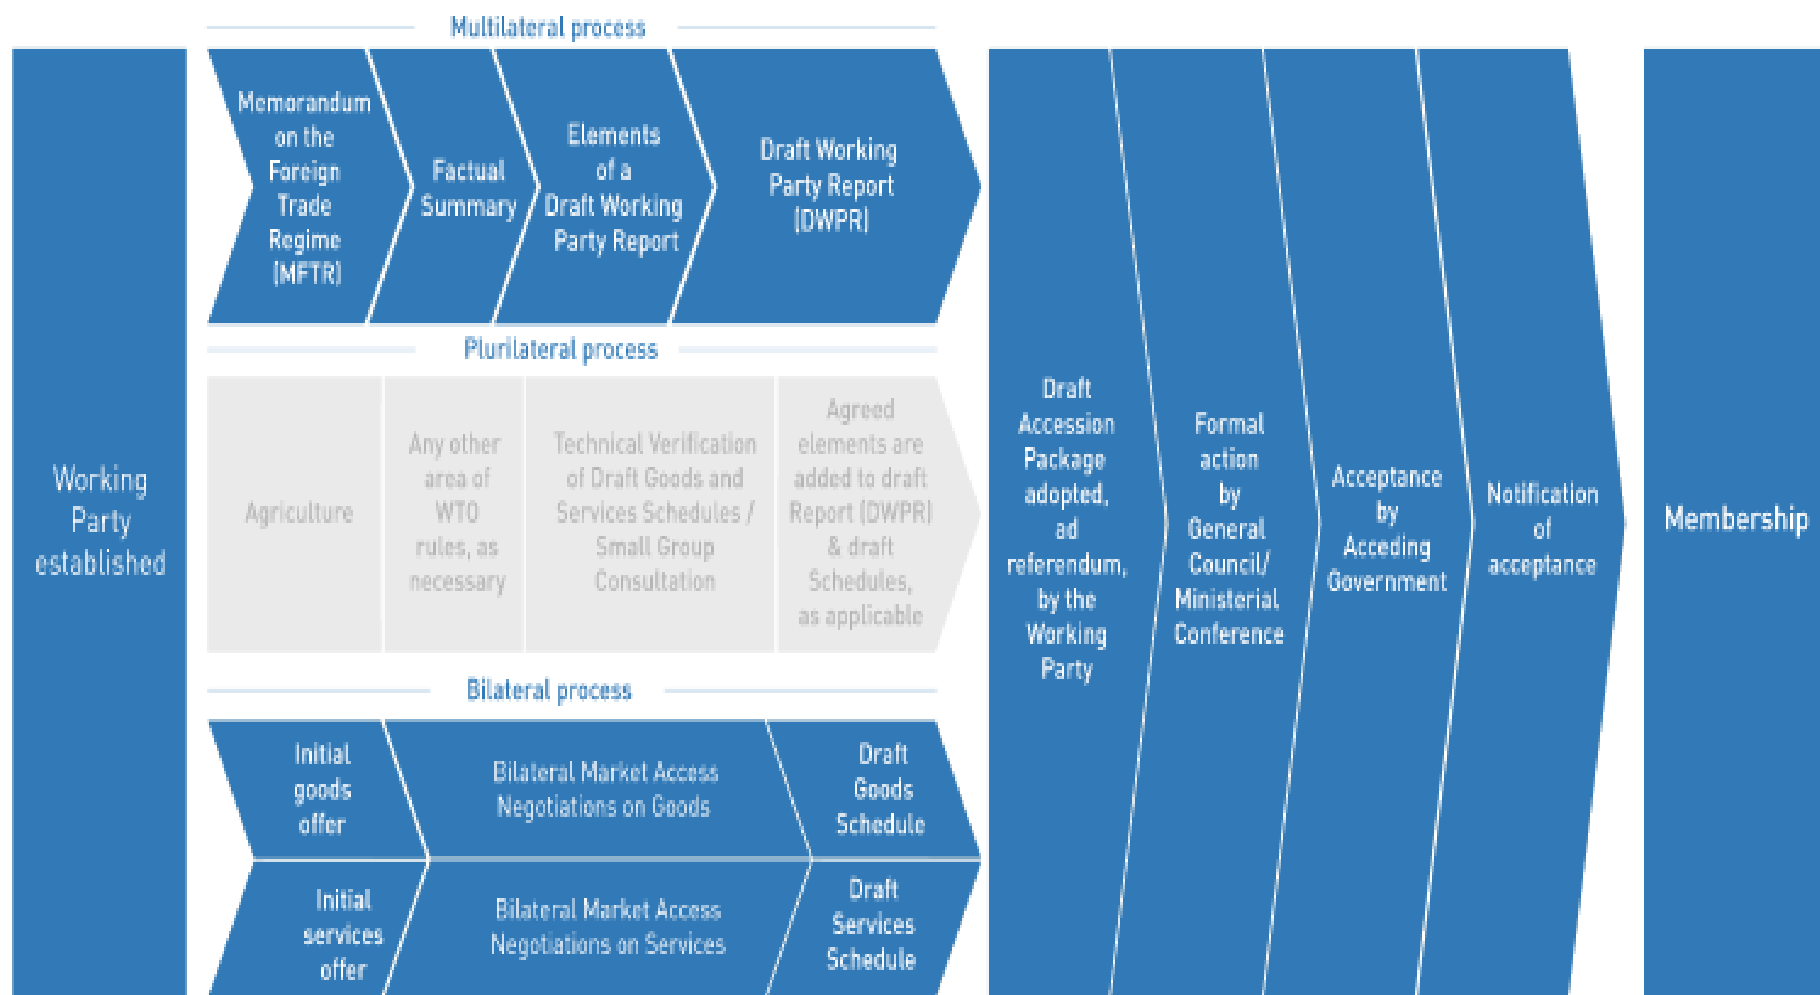 Working
Party
established
Multilateral process
Memorandum
on the
Foreign
Trade
Regime
(MFTR)
Factual
Summary
Elements
of a
Draft Working
Party Report
Draft Working
Party Report
(DWPR)
Plurilateral process
Agriculture
Any other
area of
WTO
rules, as
necessary
Technical Verification
of Draft Goods and
Services Schedules /
Small Group
Consultation
Agreed
elements are
added to draft
Report (DWPR)
& draft
Schedules,
as applicable
Bilateral process
Initial
goods
offer
Bilateral Market Access
Negotiations on Goods
Draft
Goods
Schedule
Initial
services
offer
Bilateral Market Access
Negotiations on Services
Draft
Services
Schedule
Draft
Accession
Package
adopted,
ad
referendum,
by the
Working
Party
Formal
action
by
General
Council/
Ministerial
Conference
Acceptance
by
Acceding
Government
Notification
of
acceptance
Membership